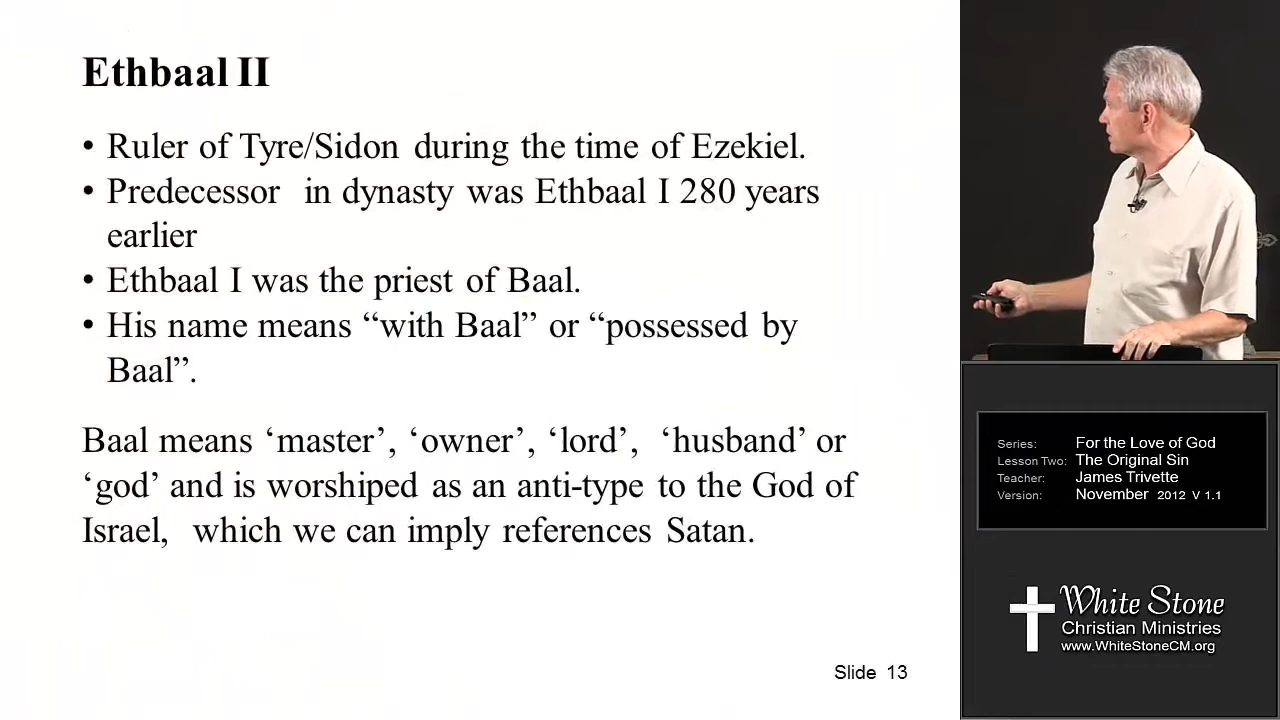 Ethbaal II
• Ruler of Tyre/Sidon during the time of Ezekiel.
• Predecessor in dynasty was Ethbaal I 280 years
earlier
• Ethbaal I was the priest of Baal.
• His name means “with Baal” or “possessed by
Baal”.
Baal means ‘master’, ‘owner’, ‘lord’, ‘husband’ or
‘god’ and is worshiped as an anti-type to the God of
Israel, which we can imply references Satan.
Slide 13
Series: For the Love of God
Lesson Two: The Original Sin
Teacher: James Trivette
Version: November 2012 V 1.1
White Stone
Christian Ministries
www.WhiteStoneCM.org